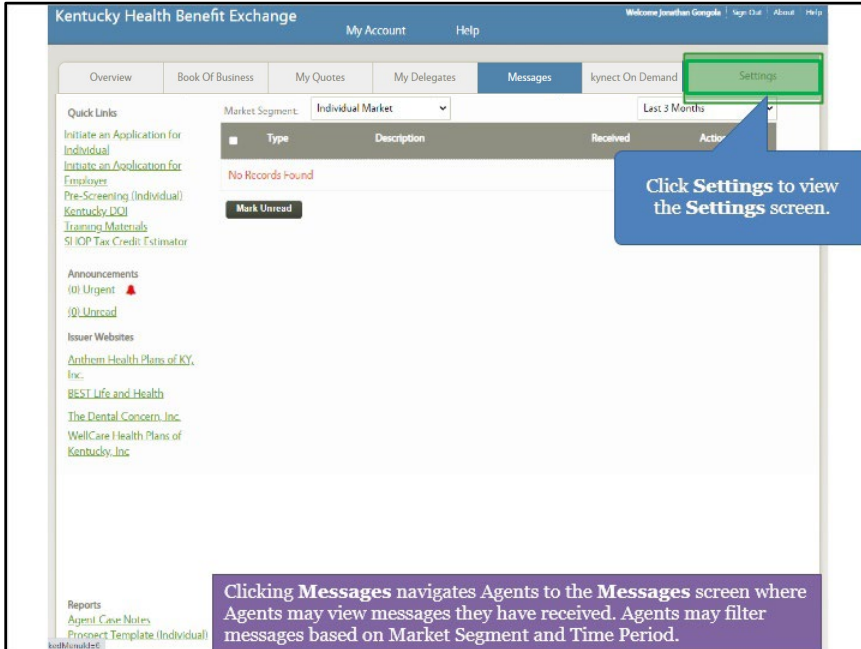 Kentucky Health Benefit Exchange
Welcome Jonathan Gongola Sign Out About Help
My Account Help
Overview Book Of Business My Quotes My Delegates Messages kynect On Demand Settings
Quick Links
Market Segment: Individual Market Last 3 Months
Initiate an Application for
Individual
Initiate an Application for
Employer
Pre-Screening (Individual)
Kentucky DOI
Training Materials
SHOP Tax Credit Estimator
Type Description Received Action
No Records Found
Mark Unread
Click Settings to view
the Settings screen.
Announcements
(0) Urgent
(0) Unread
Issuer Websites
Anthem Health Plans of KY,
Inc.
BEST Life and Health
The Dental Concern, Inc.
WellCare Health Plans of
Kentucky, Inc
Reports
Agent Case Notes
Prospect Template (Individual)
Clicking Messages navigates Agents to the Messages screen where
Agents may view messages they have received. Agents may filter
messages based on Market Segment and Time Period.